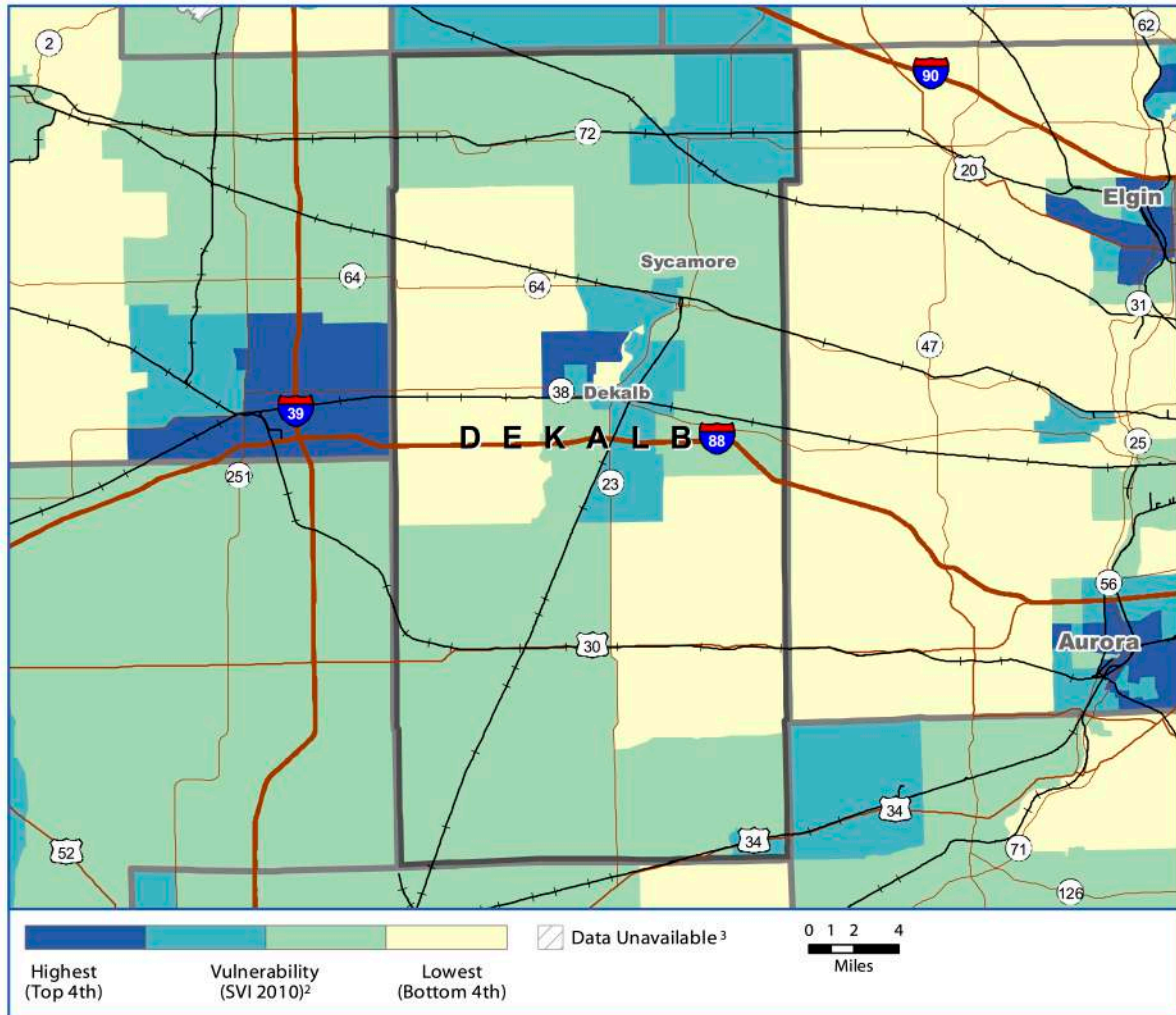 2
62
90
72
20
Elgin
Sycamore
64
64
31
47
38
Dekalb
39
D E K A L B
88
25
251
23
56
30
Aurora
34
34
52
71
126
Highest
(Top 4th)
Vulnerability
(SVI 2010)2
Lowest
(Bottom 4th)
Data Unavailable 3
0 1 2 4
Miles